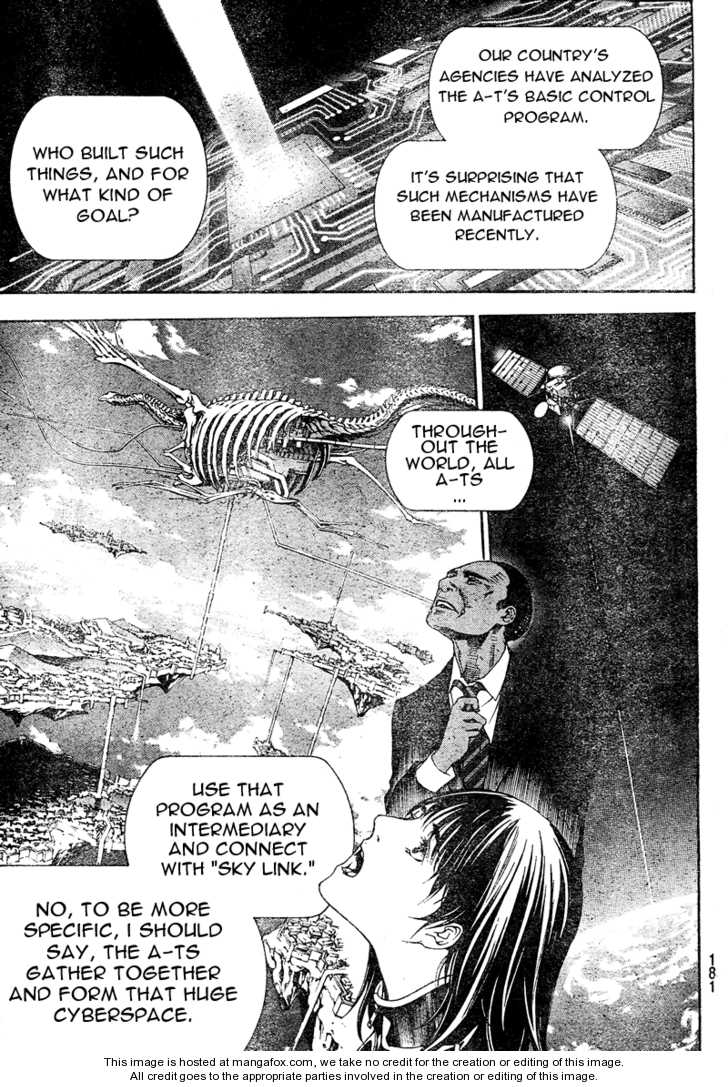 OUR COUNTRY'S
AGENCIES HAVE ANALYZED
THE A-T'S BASIC CONTROL
PROGRAM.
IT'S SURPRISING THAT
SUCH MECHANISMS HAVE
BEEN MANUFACTURED
RECENTLY.
WHO BUILT SUCH
THINGS, AND FOR
WHAT KIND OF
GOAL?
THROUGH-
OUT THE
WORLD, ALL
A-TS
...
USE THAT
PROGRAM AS AN
INTERMEDIARY
AND CONNECT
WITH "SKY LINK."
NO, TO BE MORE
SPECIFIC, I SHOULD
SAY, THE A-TS
GATHER TOGETHER
AND FORM THAT HUGE
CYBERSPACE.
181
This image is hosted at mangafox.com, we take no credit for the creation or editing of this image.
All credit goes to the appropriate parties involved in the creation or editing of this image.